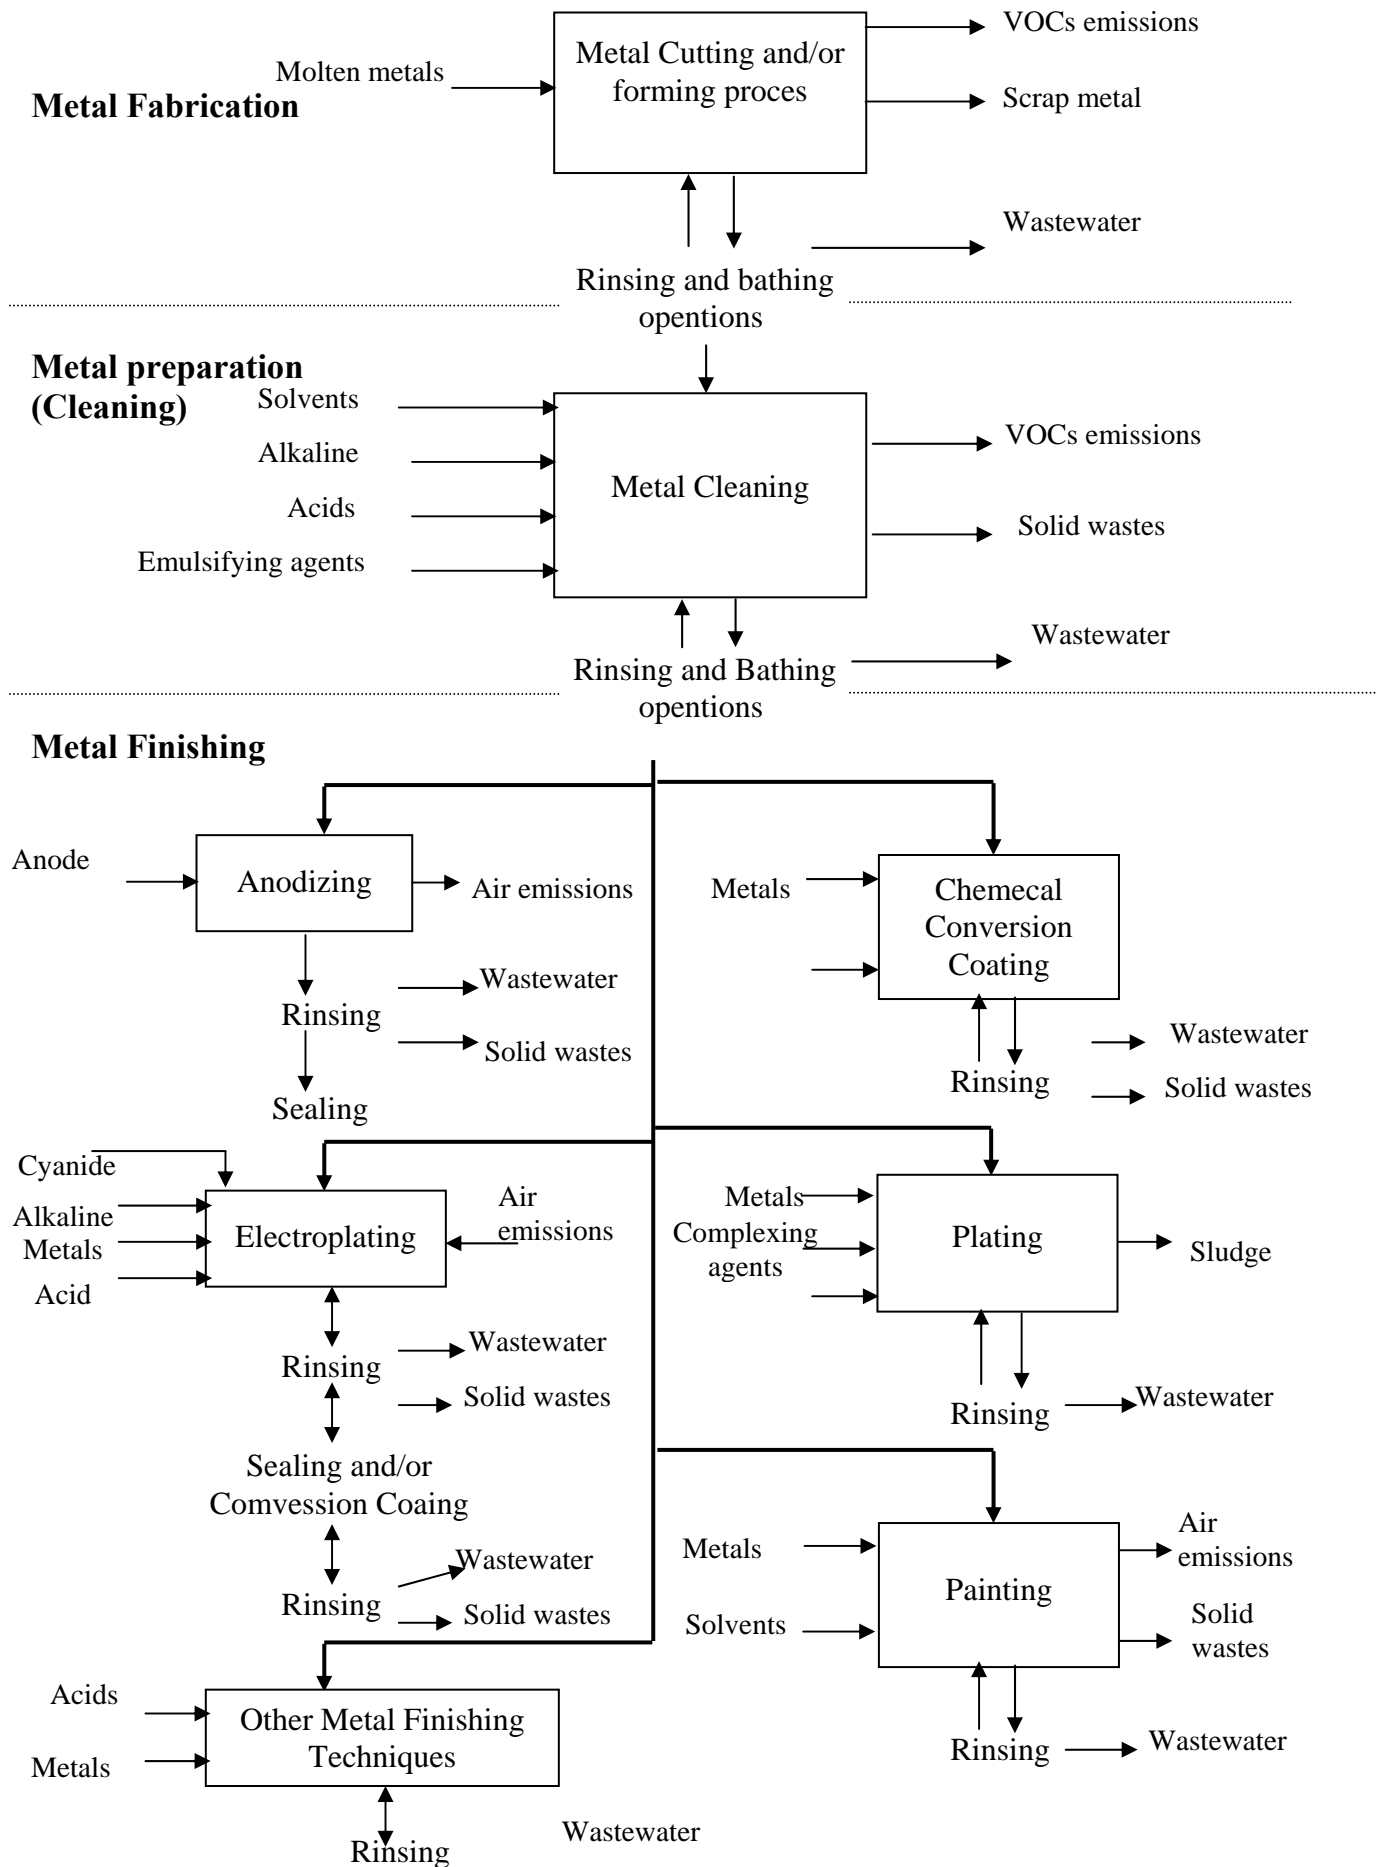 VOCs emissions
Metal Cutting and/or
forming proces
Molten metals
Metal Fabrication
Scrap metal
Wastewater
Rinsing and bathing
opentions
Metal preparation
(Cleaning)
Solvents
Alkaline
Acids
Emulsifying agents
Metal Cleaning
VOCs emissions
Solid wastes
Wastewater
Rinsing and Bathing
opentions
Metal Finishing
Anode
Anodizing
Air emissions
Rinsing
Wastewater
Solid wastes
Sealing
Metals
Chemecal
Conversion
Coating
Rinsing
Wastewater
Solid wastes
Cyanide
Alkaline
Metals
Acid
Electroplating
Air
emissions
Rinsing
Wastewater
Solid wastes
Sealing and/or
Comvession Coaing
Rinsing
Wastewater
Solid wastes
Metals
Complexing
agents
Plating
Sludge
Rinsing
Wastewater
Metals
Solvents
Painting
Air
emissions
Solid
wastes
Rinsing
Wastewater
Acids
Metals
Other Metal Finishing
Techniques
Rinsing
Wastewater